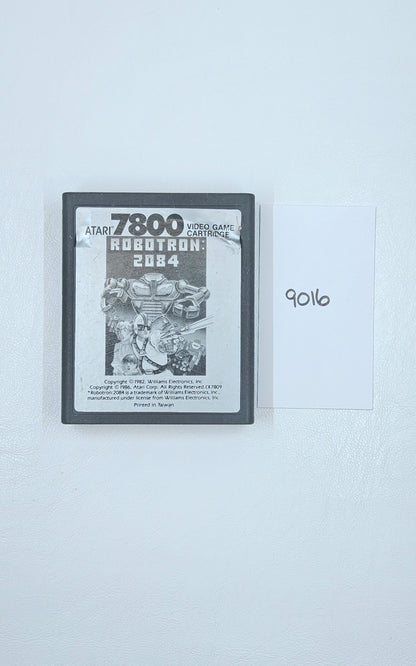 ATARI 7800 VIDEO GAME CARTRIDGE
ROBOTRON:
2084
Copyright © 1982, Williams Electronics, Inc.
Copyright © 1986, Atari Corp. All Rights Reserved. CX7809
"Robotron:2084 is a trademark of Williams Electronics, Inc.,
manufactured under license from Williams Electronics, Inc.
Printed in Taiwan
9016